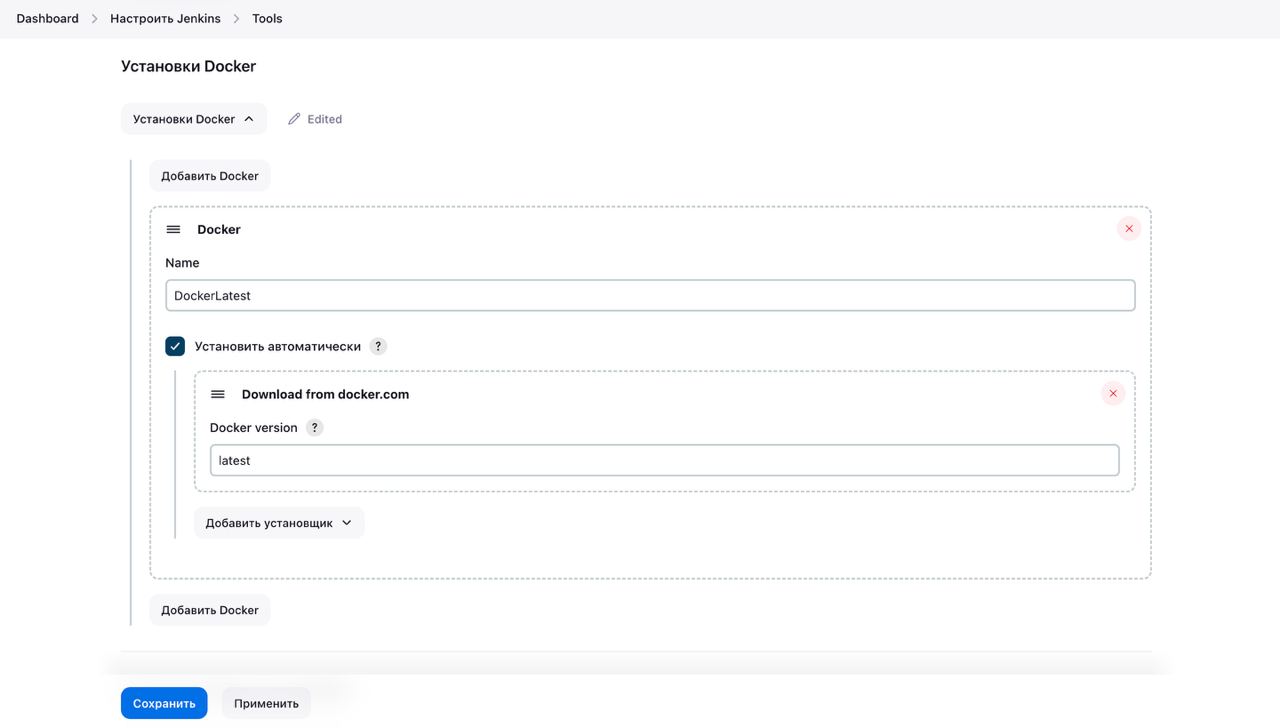 Dashboard > Настроить Jenkins > Tools
Установки Docker
Установки Docker Edited
Добавить Docker
Docker
Name
DockerLatest
Установить автоматически ?
Download from docker.com
Docker version ?
latest
Добавить установщик
Добавить Docker
Сохранить Применить